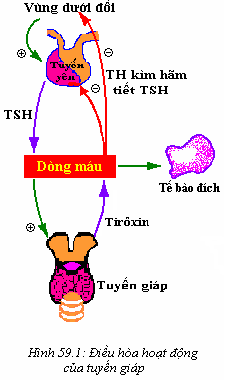 Vùng dưới đồi
⊕
⊖
Tuyến
yên
⊖
TSH
TH kìm hãm
tiết TSH
Dòng máu
Tế bào đích
⊕
Tirôxin
Tuyến giáp
Hình 59.1: Điều hòa hoạt động
của tuyến giáp